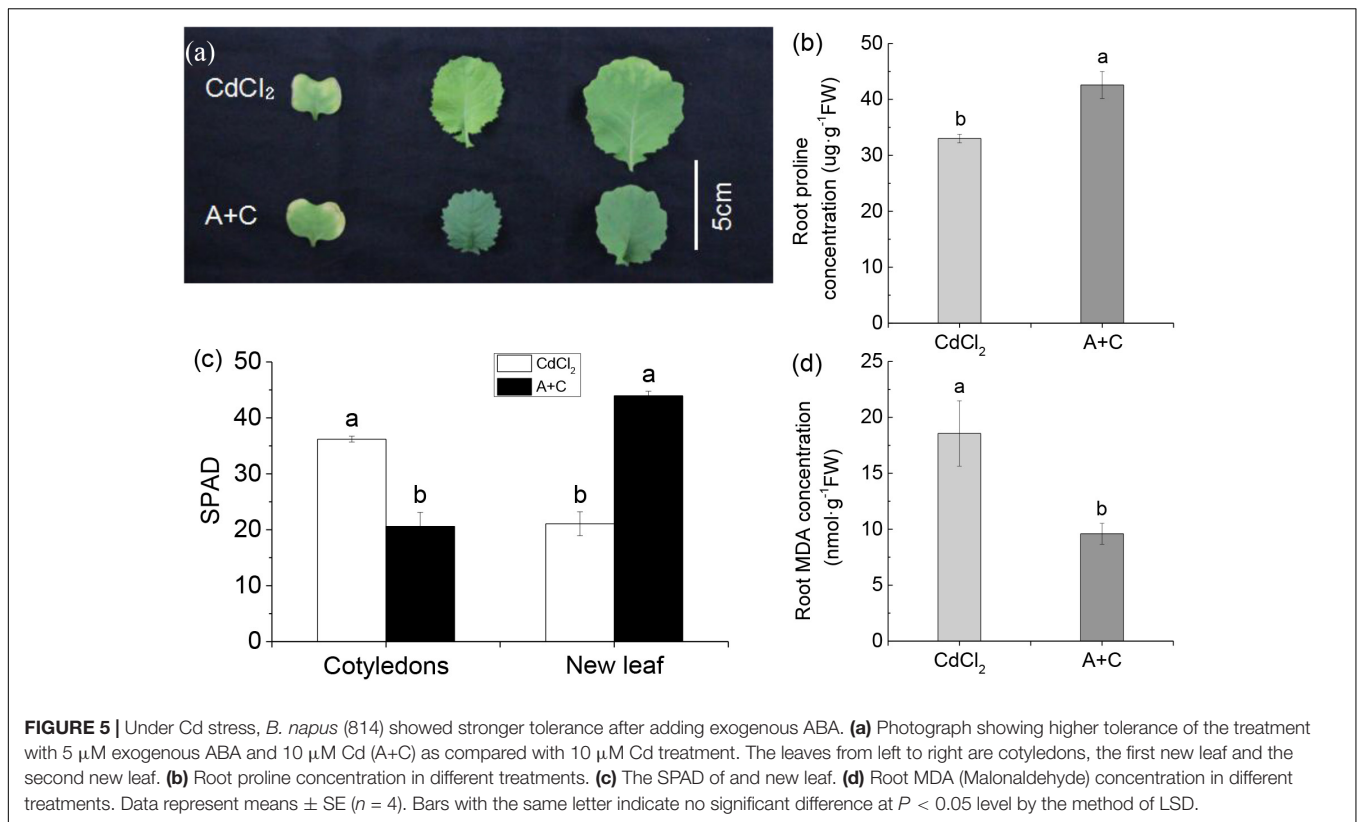 (a)
CdCl₂
A+C
5cm
(b)
Root proline
concentration (ug·g⁻¹FW)
50
40
30
20
10
0
b
a
CdCl₂
A+C
(c)
SPAD
50
40
30
20
10
0
CdCl₂
A+C
a
b
b
a
Cotyledons
New leaf
(d)
Root MDA concentration
(nmol·g⁻¹FW)
25
20
15
10
5
0
a
b
CdCl₂
A+C
FIGURE 5 | Under Cd stress, B. napus (814) showed stronger tolerance after adding exogenous ABA. (a) Photograph showing higher tolerance of the treatment
with 5 μM exogenous ABA and 10 μM Cd (A+C) as compared with 10 μM Cd treatment. The leaves from left to right are cotyledons, the first new leaf and the
second new leaf. (b) Root proline concentration in different treatments. (c) The SPAD of and new leaf. (d) Root MDA (Malonaldehyde) concentration in different
treatments. Data represent means ± SE (n = 4). Bars with the same letter indicate no significant difference at P < 0.05 level by the method of LSD.